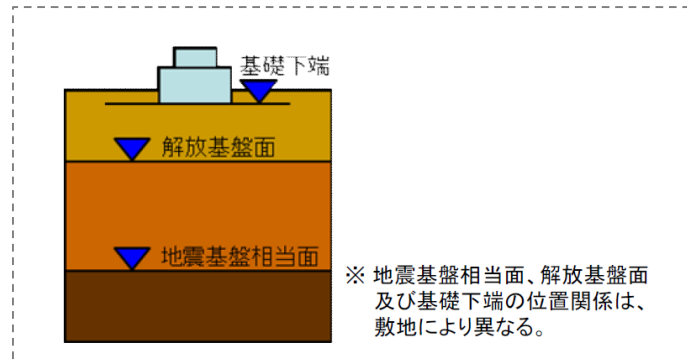 基礎下端
解放基盤面
地震基盤相当面
※ 地震基盤相当面、解放基盤面
及び基礎下端の位置関係は、
敷地により異なる。